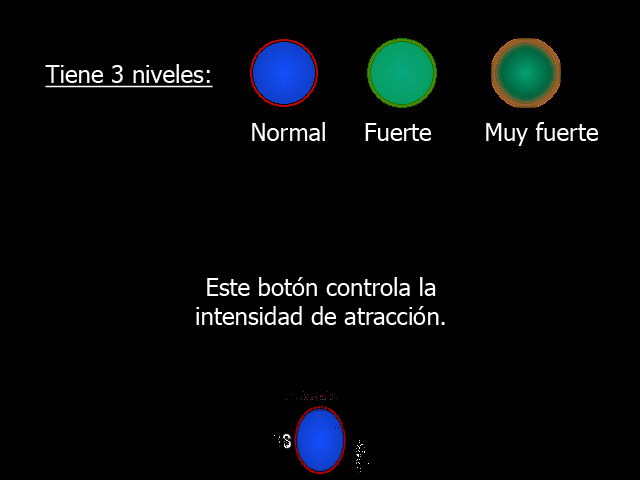 Tiene 3 niveles:
Normal Fuerte Muy fuerte
Este botón controla la
intensidad de atracción.